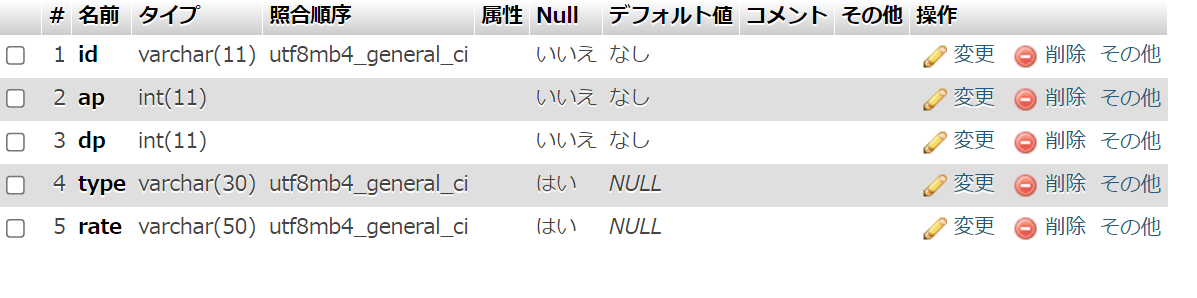 # 名前 タイプ 照合順序 属性 Null デフォルト値 コメント その他 操作
1 id varchar(11) utf8mb4_general_ci いいえ なし 変更 削除 その他
2 ap int(11) いいえ なし 変更 削除 その他
3 dp int(11) いいえ なし 変更 削除 その他
4 type varchar(30) utf8mb4_general_ci はい NULL 変更 削除 その他
5 rate varchar(50) utf8mb4_general_ci はい NULL 変更 削除 その他